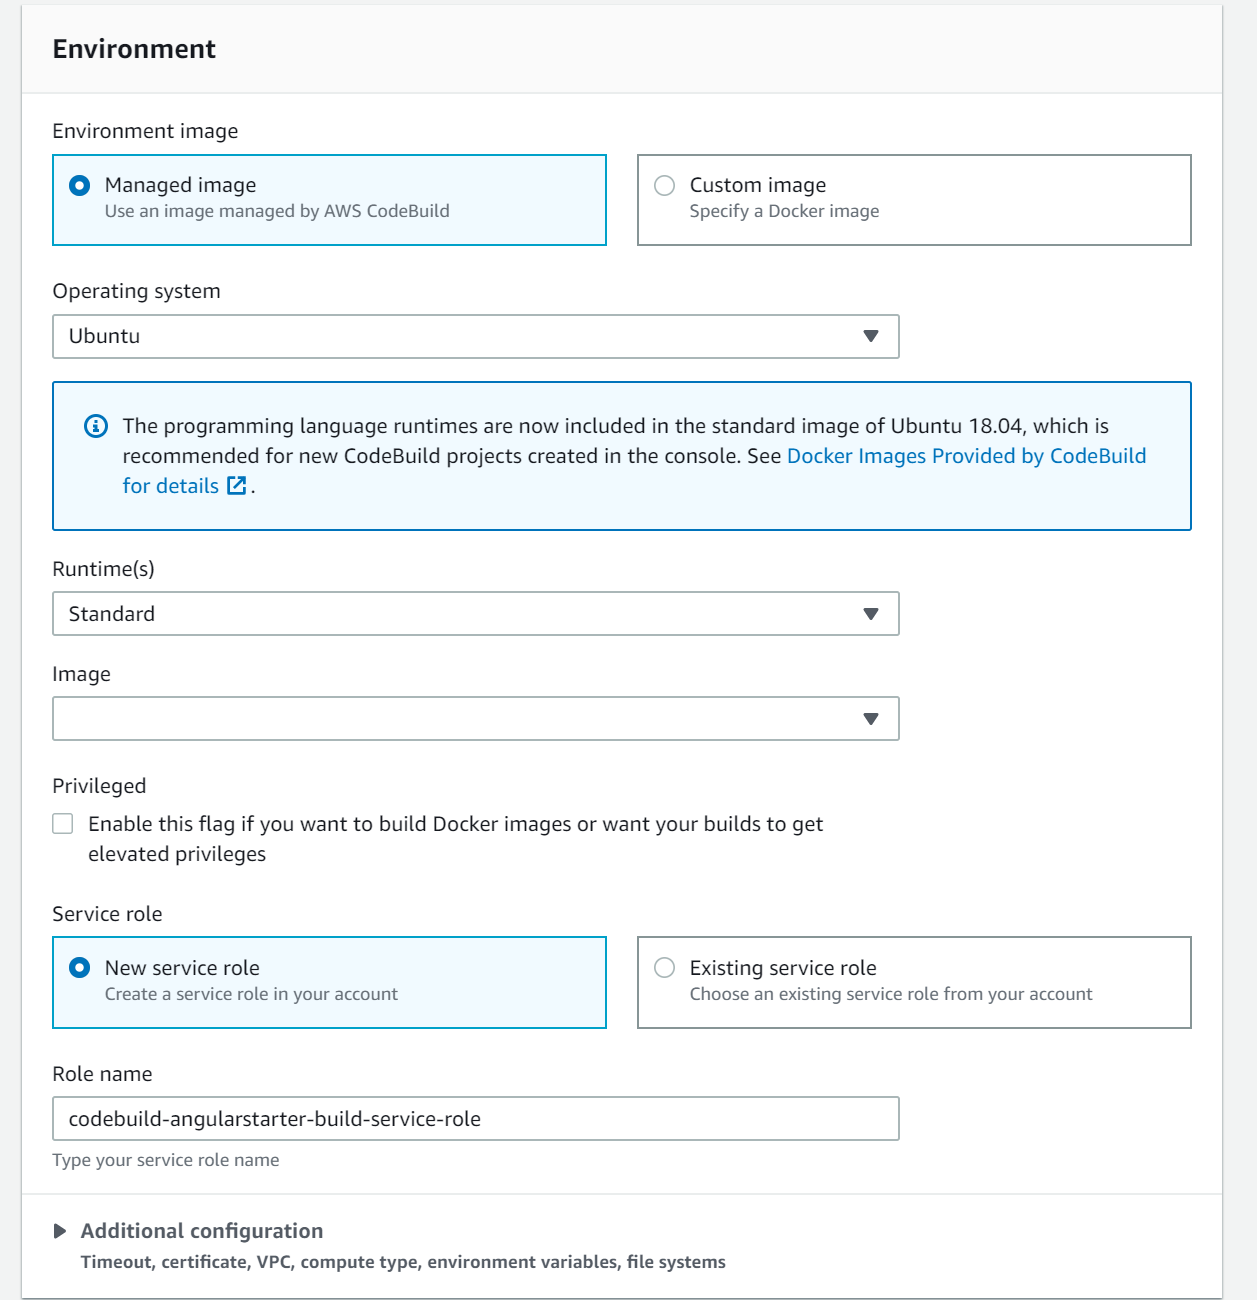 Environment
Environment image
Managed image
Use an image managed by AWS CodeBuild
Custom image
Specify a Docker image
Operating system
Ubuntu
The programming language runtimes are now included in the standard image of Ubuntu 18.04, which is
recommended for new CodeBuild projects created in the console. See Docker Images Provided by CodeBuild
for details .
Runtime(s)
Standard
Image
Privileged
Enable this flag if you want to build Docker images or want your builds to get
elevated privileges
Service role
New service role
Create a service role in your account
Existing service role
Choose an existing service role from your account
Role name
codebuild-angularstarter-build-service-role
Type your service role name
Additional configuration
Timeout, certificate, VPC, compute type, environment variables, file systems